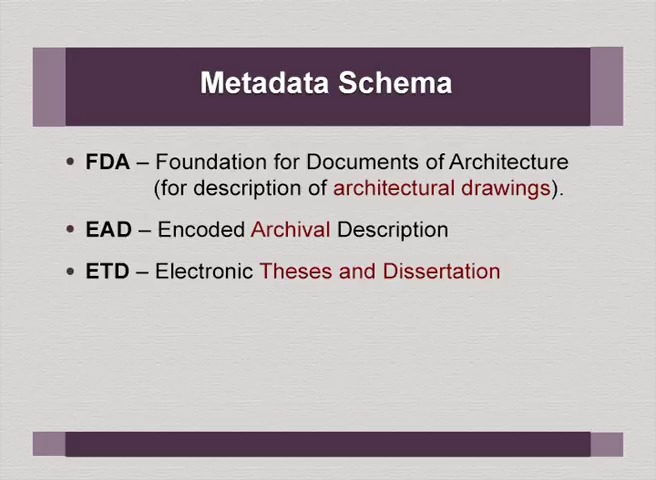 Metadata Schema
• FDA – Foundation for Documents of Architecture
(for description of architectural drawings).
• EAD – Encoded Archival Description
• ETD – Electronic Theses and Dissertation